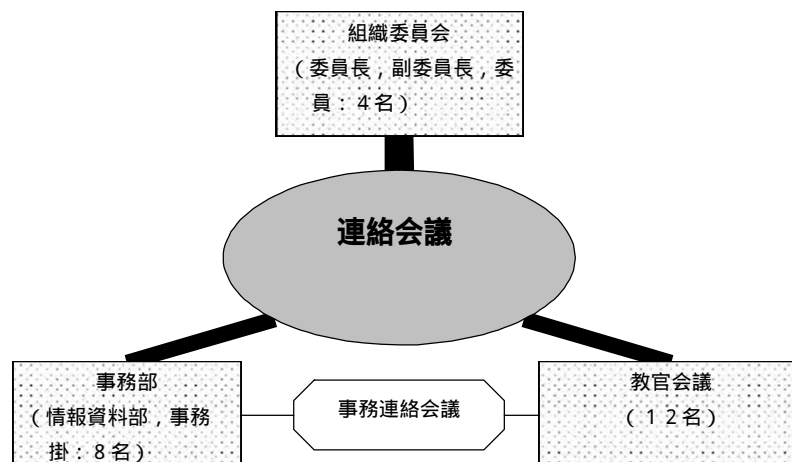 組織委員会
（委員長，副委員長，委
員：４名）
連絡会議
事務部
（情報資料部，事務
掛：８名）
事務連絡会議
教官会議
（１２名）